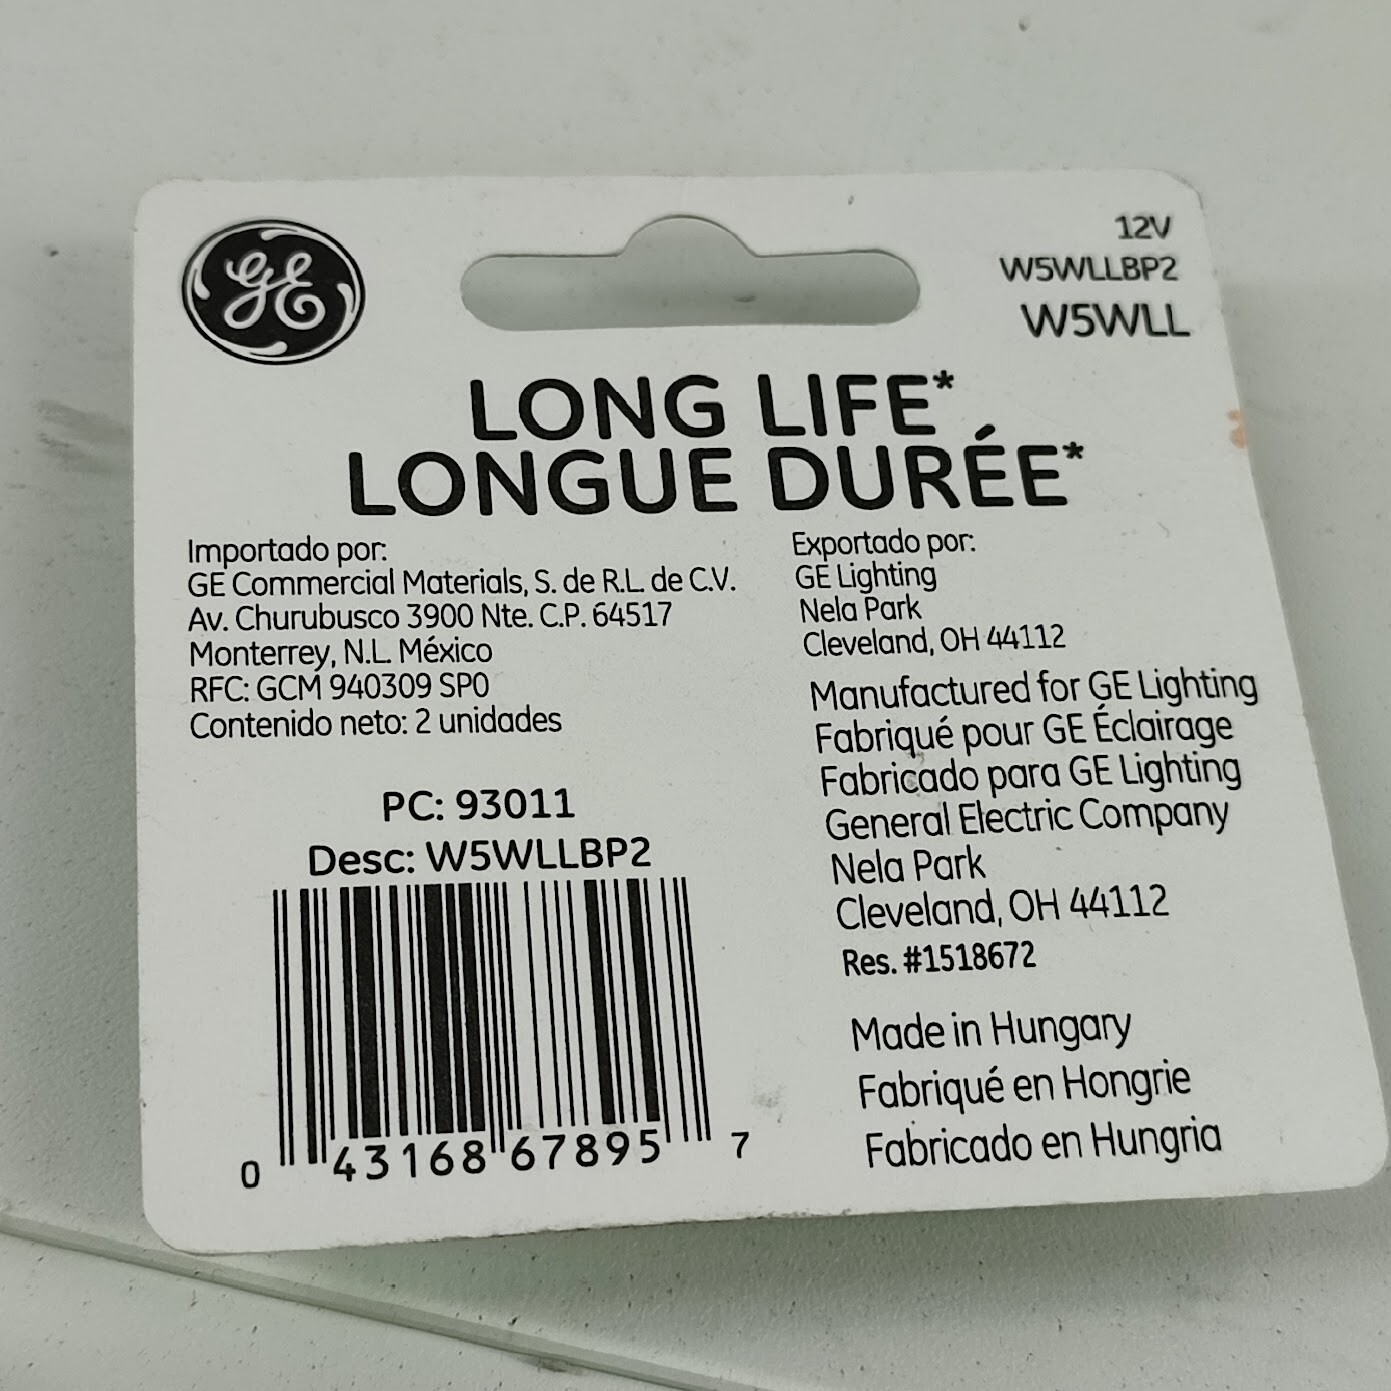 GE
12V
W5WLLBP2
W5WLL
LONG LIFE*
LONGUE DURÉE*
Importado por:
GE Commercial Materials, S. de R.L. de C.V.
Av. Churubusco 3900 Nte. C.P. 64517
Monterrey, N.L. México
RFC: GCM 940309 SP0
Contenido neto: 2 unidades
PC: 93011
Desc: W5WLLBP2
0 43168 67895 7
Exportado por:
GE Lighting
Nela Park
Cleveland, OH 44112
Manufactured for GE Lighting
Fabriqué pour GE Éclairage
Fabricado para GE Lighting
General Electric Company
Nela Park
Cleveland, OH 44112
Res. #1518672
Made in Hungary
Fabriqué en Hongrie
Fabricado en Hungria